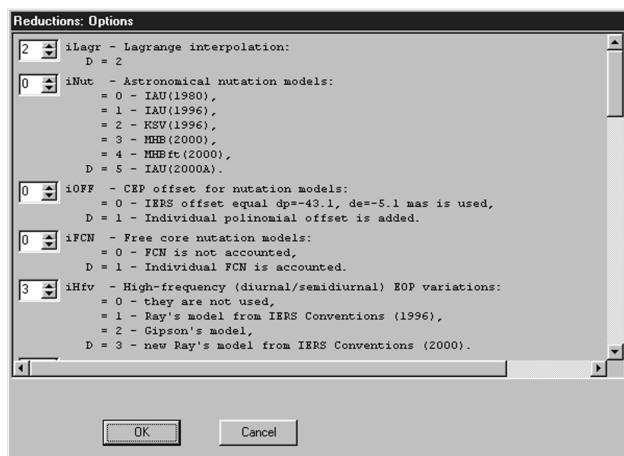 Reductions: Options
2 iLagr - Lagrange interpolation:
D = 2
0 iNut - Astronomical nutation models:
= 0 - IAU(1980),
= 1 - IAU(1996),
= 2 - KSV(1996),
= 3 - MHB(2000),
= 4 - MHBft(2000),
D = 5 - IAU(2000A).
0 iOFF - CEP offset for nutation models:
= 0 - IERS offset equal dp=-43.1, de=-5.1 mas is used,
D = 1 - Individual polinomial offset is added.
0 iFCN - Free core nutation models:
= 0 - FCN is not accounted,
D = 1 - Individual FCN is accounted.
3 iHfv - High-frequency (diurnal/semidiurnal) EOP variations:
= 0 - they are not used,
= 1 - Ray's model from IERS Conventions (1996),
= 2 - Gipson's model,
D = 3 - new Ray's model from IERS Conventions (2000).
OK Cancel